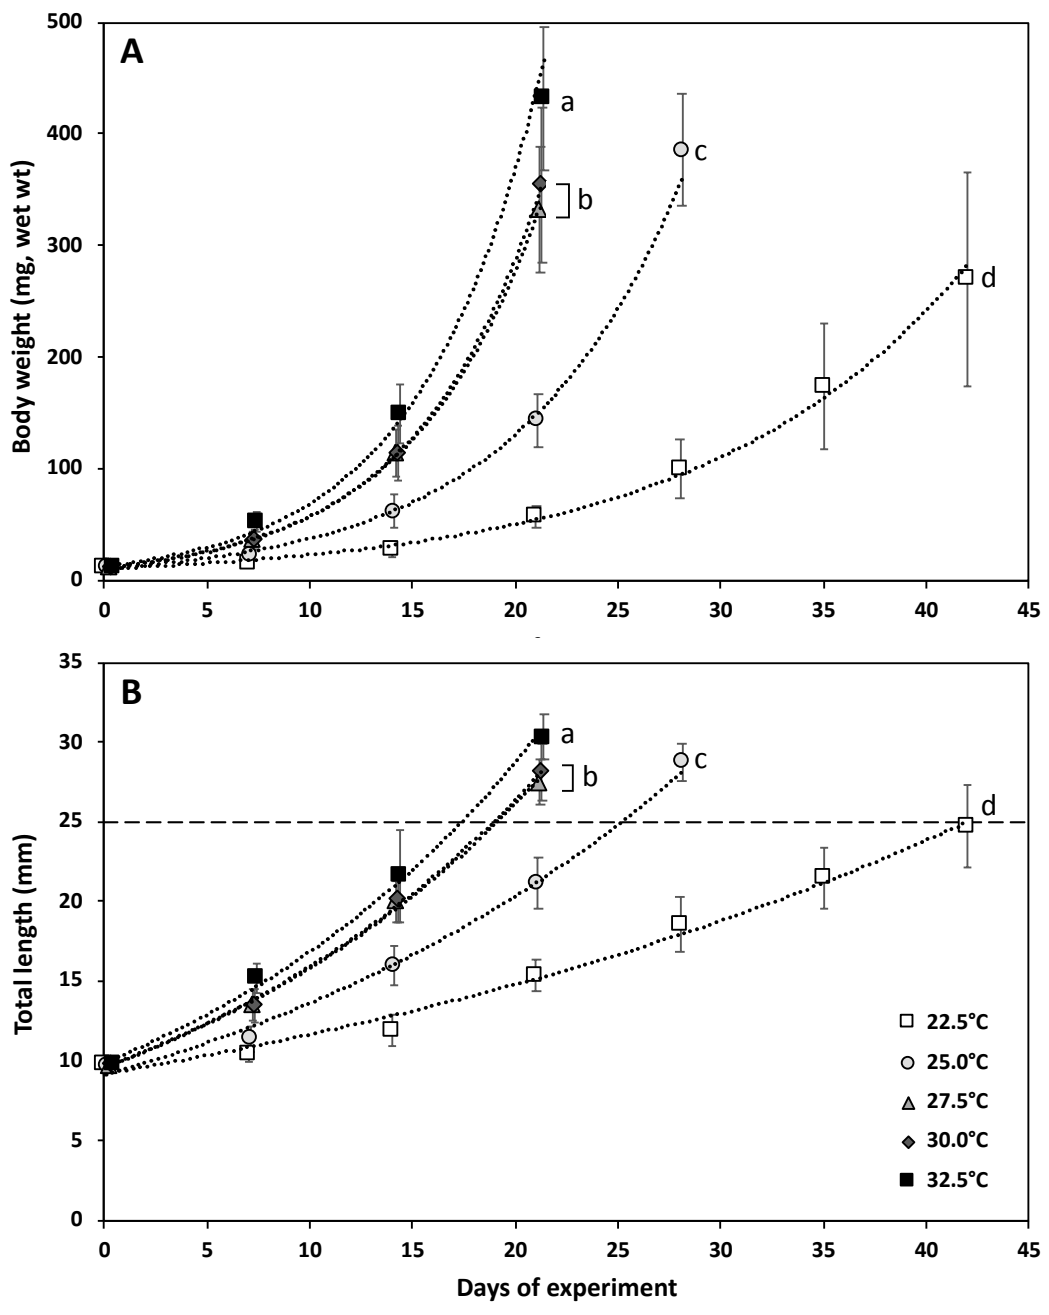 A
500
400
300
200
100
0
Body weight (mg, wet wt)
a
b
c
d
0 5 10 15 20 25 30 35 40 45
B
35
30
25
20
15
10
5
0
Total length (mm)
a
b
c
d
22.5°C
25.0°C
27.5°C
30.0°C
32.5°C
0 5 10 15 20 25 30 35 40 45
Days of experiment